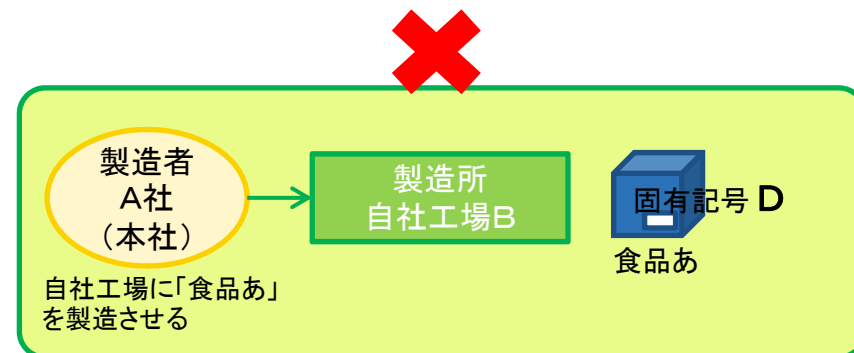 製造者
A社
（本社）
製造所
自社工場B
固有記号 D
食品あ
自社工場に「食品あ」
を製造させる